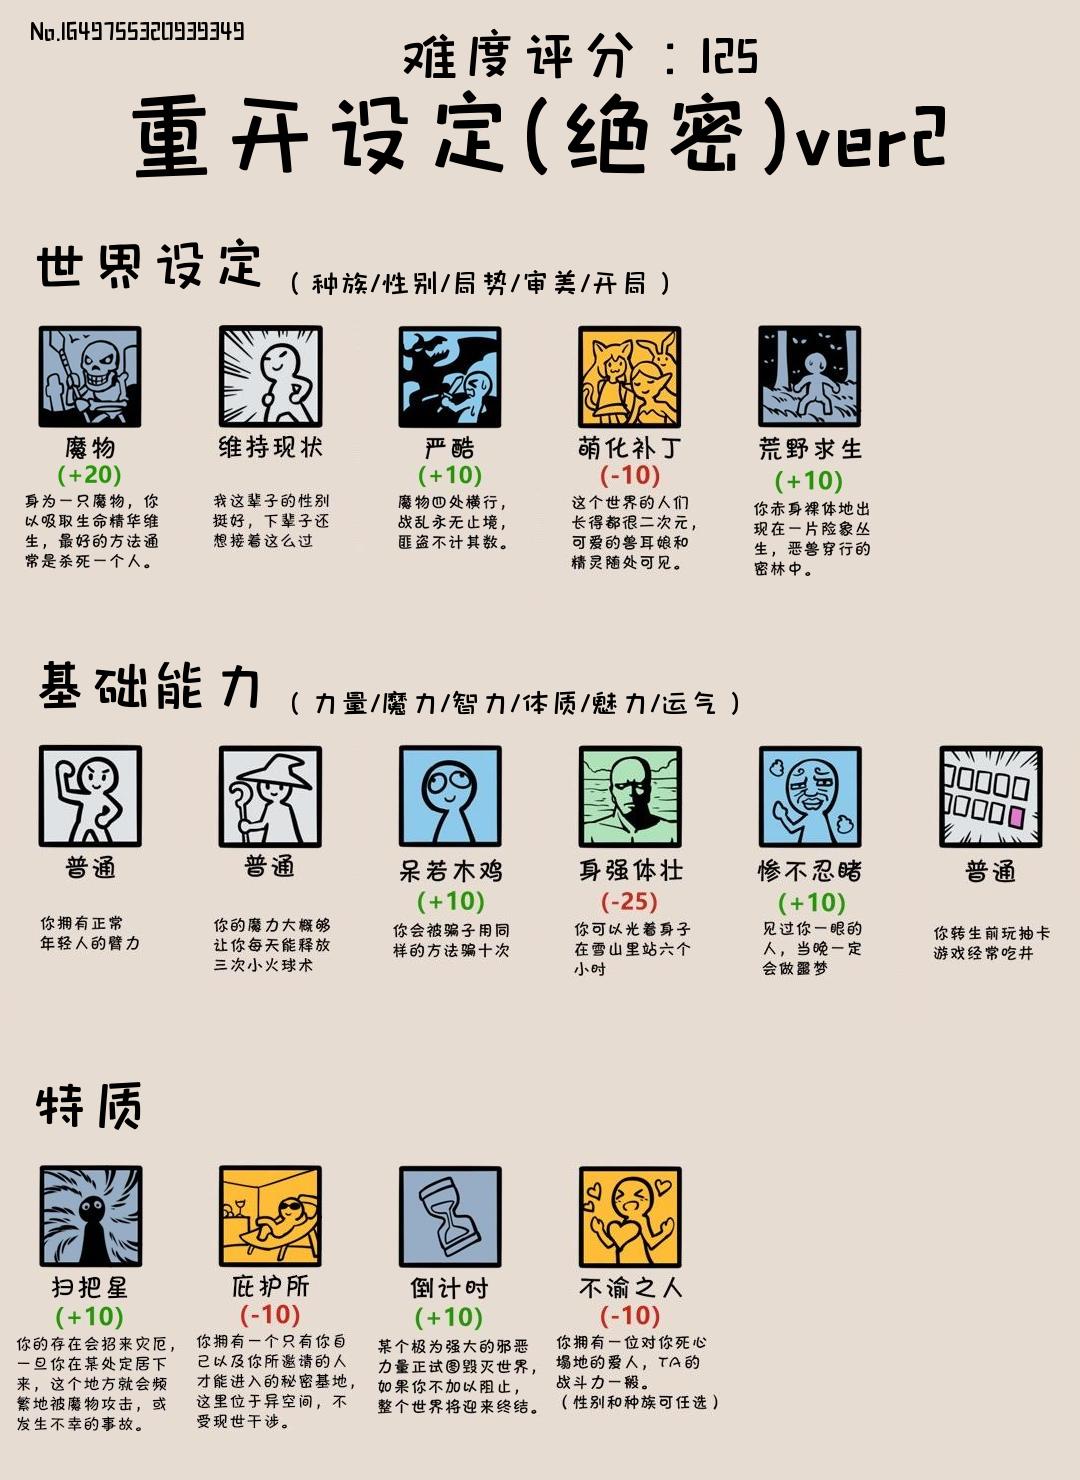 No.1649755320939349
难度评分：125
重开设定(绝密)ver2
世界设定（种族/性别/局势/审美/开局）
魔物
(+20)
身为一只魔物，你
以吸取生命精华维
生，最好的方法通
常是杀死一个人。
维持现状
我这辈子的性别
挺好，下辈子还
想接着这么过
严酷
(+10)
魔物四处横行，
战乱永无止境，
匪盗不计其数。
萌化补丁
(-10)
这个世界的人们
长得都很二次元，
可爱的兽耳娘和
精灵随处可见。
荒野求生
(+10)
你赤身裸体地出
现在一片险象丛
生，恶兽穿行的
密林中。
基础能力（力量/魔力/智力/体质/魅力/运气）
普通
你拥有正常
年轻人的臂力
普通
你的魔力大概够
让你每天能释放
三次小火球术
呆若木鸡
(+10)
你会被骗子用同
样的方法骗十次
身强体壮
(-25)
你可以光着身子
在雪山里站六个
小时
惨不忍睹
(+10)
见过你一眼的
人，当晚一定
会做噩梦
普通
你转生前玩抽卡
游戏经常吃井
特质
扫把星
(+10)
你的存在会招来灾厄，
一旦你在某处定居下
来，这个地方就会频
繁地被魔物攻击，或
发生不幸的事故。
庇护所
(-10)
你拥有一个只有你自
己以及你所邀请的人
才能进入的秘密基地，
这里位于异空间，不
受现世干涉。
倒计时
(+10)
某个极为强大的邪恶
力量正试图毁灭世界，
如果你不加以阻止，
整个世界将迎来终结。
不渝之人
(-10)
你拥有一位对你死心
塌地的爱人，TA的
战斗力一般。
（性别和种族可任选）